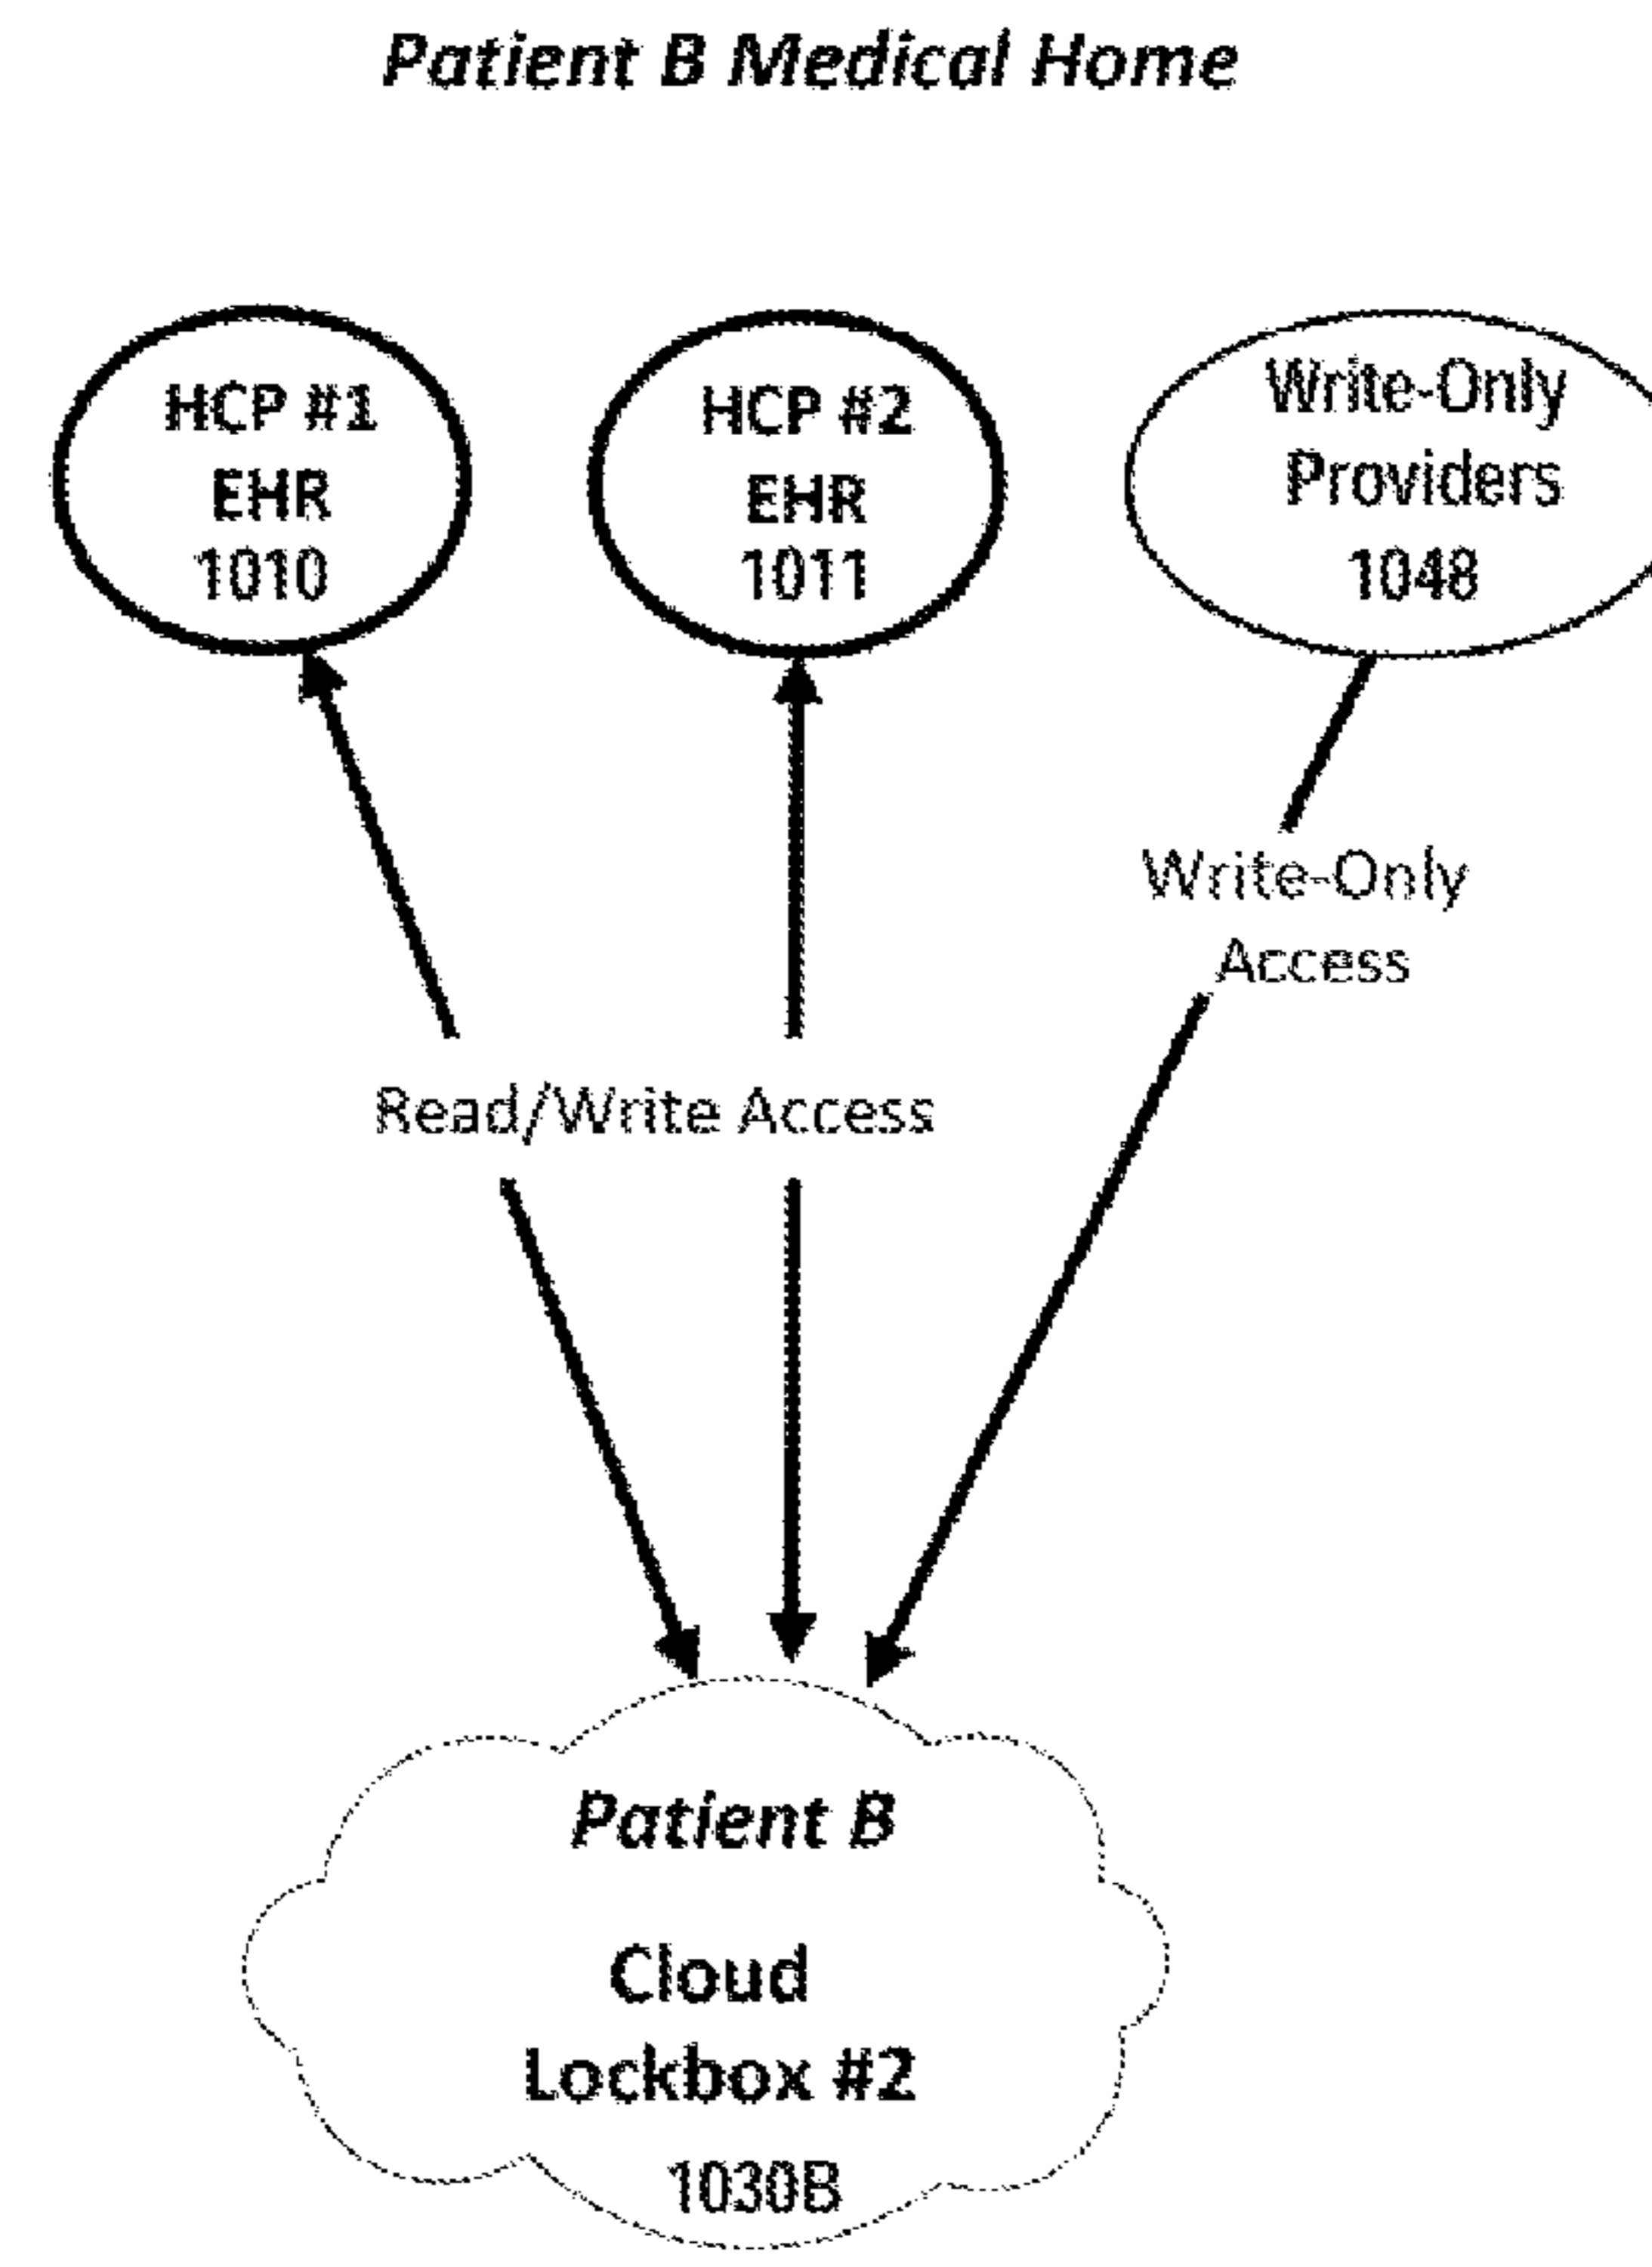 Patient B Medical Home
HCP #1
EHR
1010
HCP #2
EHR
1011
Write-Only
Providers
1048
Write-Only
Access
Read/Write Access
Patient B
Cloud
Lockbox #2
1030B